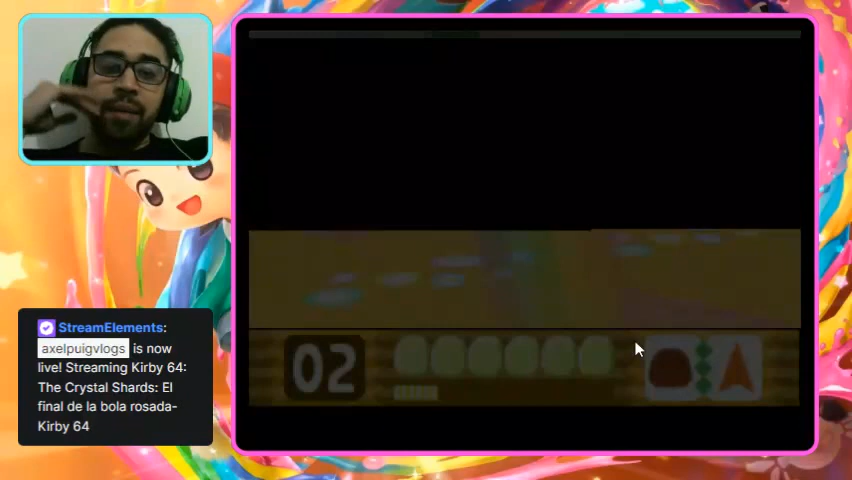 StreamElements:
axelpuigvlogs is now
live! Streaming Kirby 64:
The Crystal Shards: El
final de la bola rosada-
Kirby 64
02